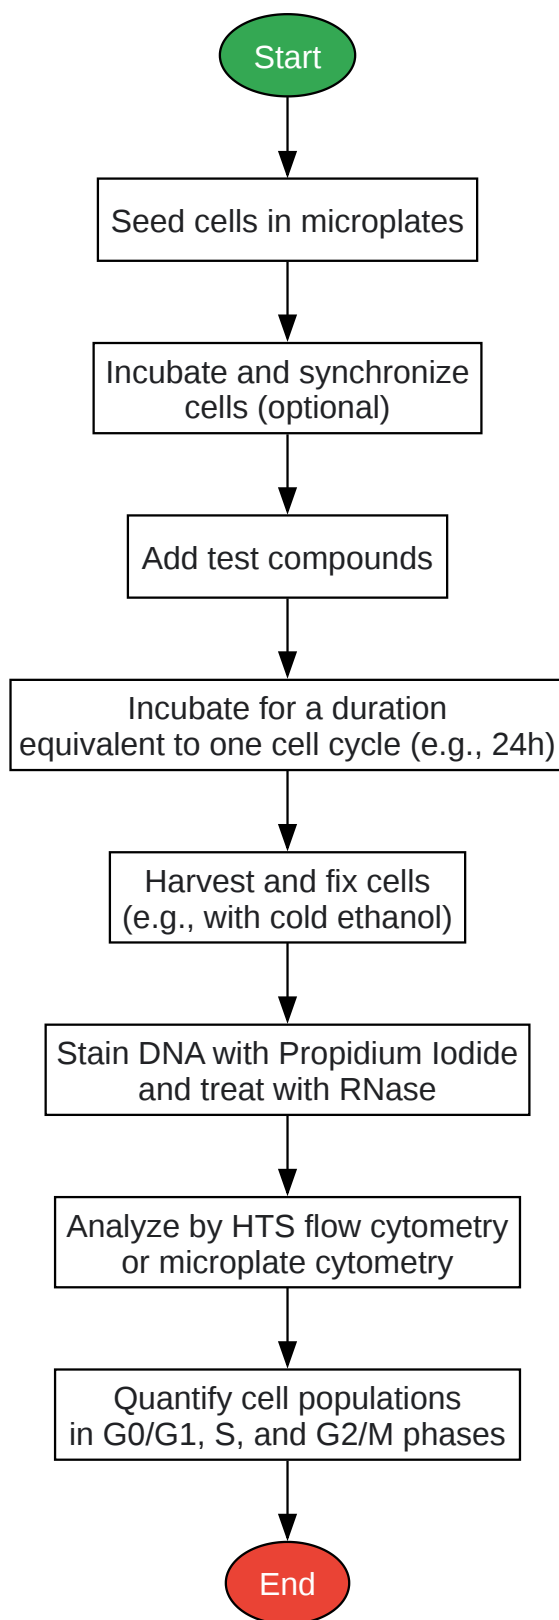 Start
Seed cells in microplates
Incubate and synchronize
cells (optional)
Add test compounds
Incubate for a duration
equivalent to one cell cycle (e.g., 24h)
Harvest and fix cells
(e.g., with cold ethanol)
Stain DNA with Propidium Iodide
and treat with RNase
Analyze by HTS flow cytometry
or microplate cytometry
Quantify cell populations
in G0/G1, S, and G2/M phases
End